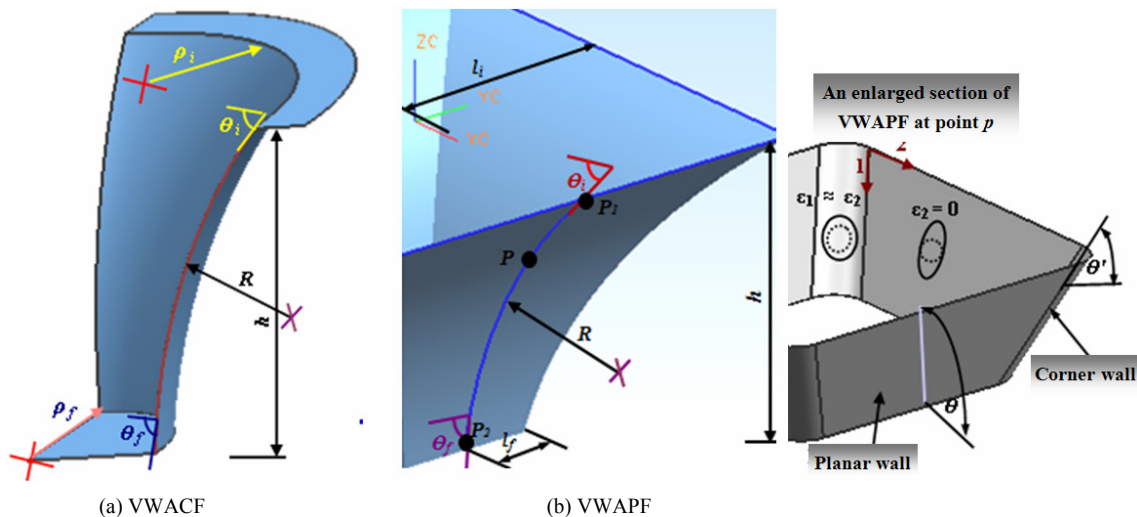 ρi
θi
R
h
ρf
θf
(a) VWACF
ZC
YC
XC
li
θi
P1
P
R
h
θf
P2
lf
(b) VWAPF
An enlarged section of
VWAPF at point p
2
1
ε1 ≈ ε2
ε2 = 0
θ'
Corner wall
θ
Planar wall